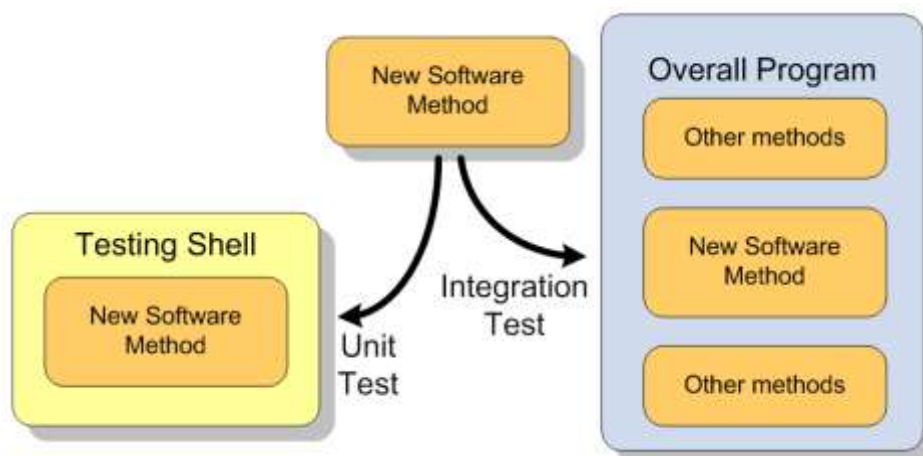 New Software
Method
Overall Program
Other methods
New Software
Method
Other methods
Testing Shell
New Software
Method
Unit
Test
Integration
Test